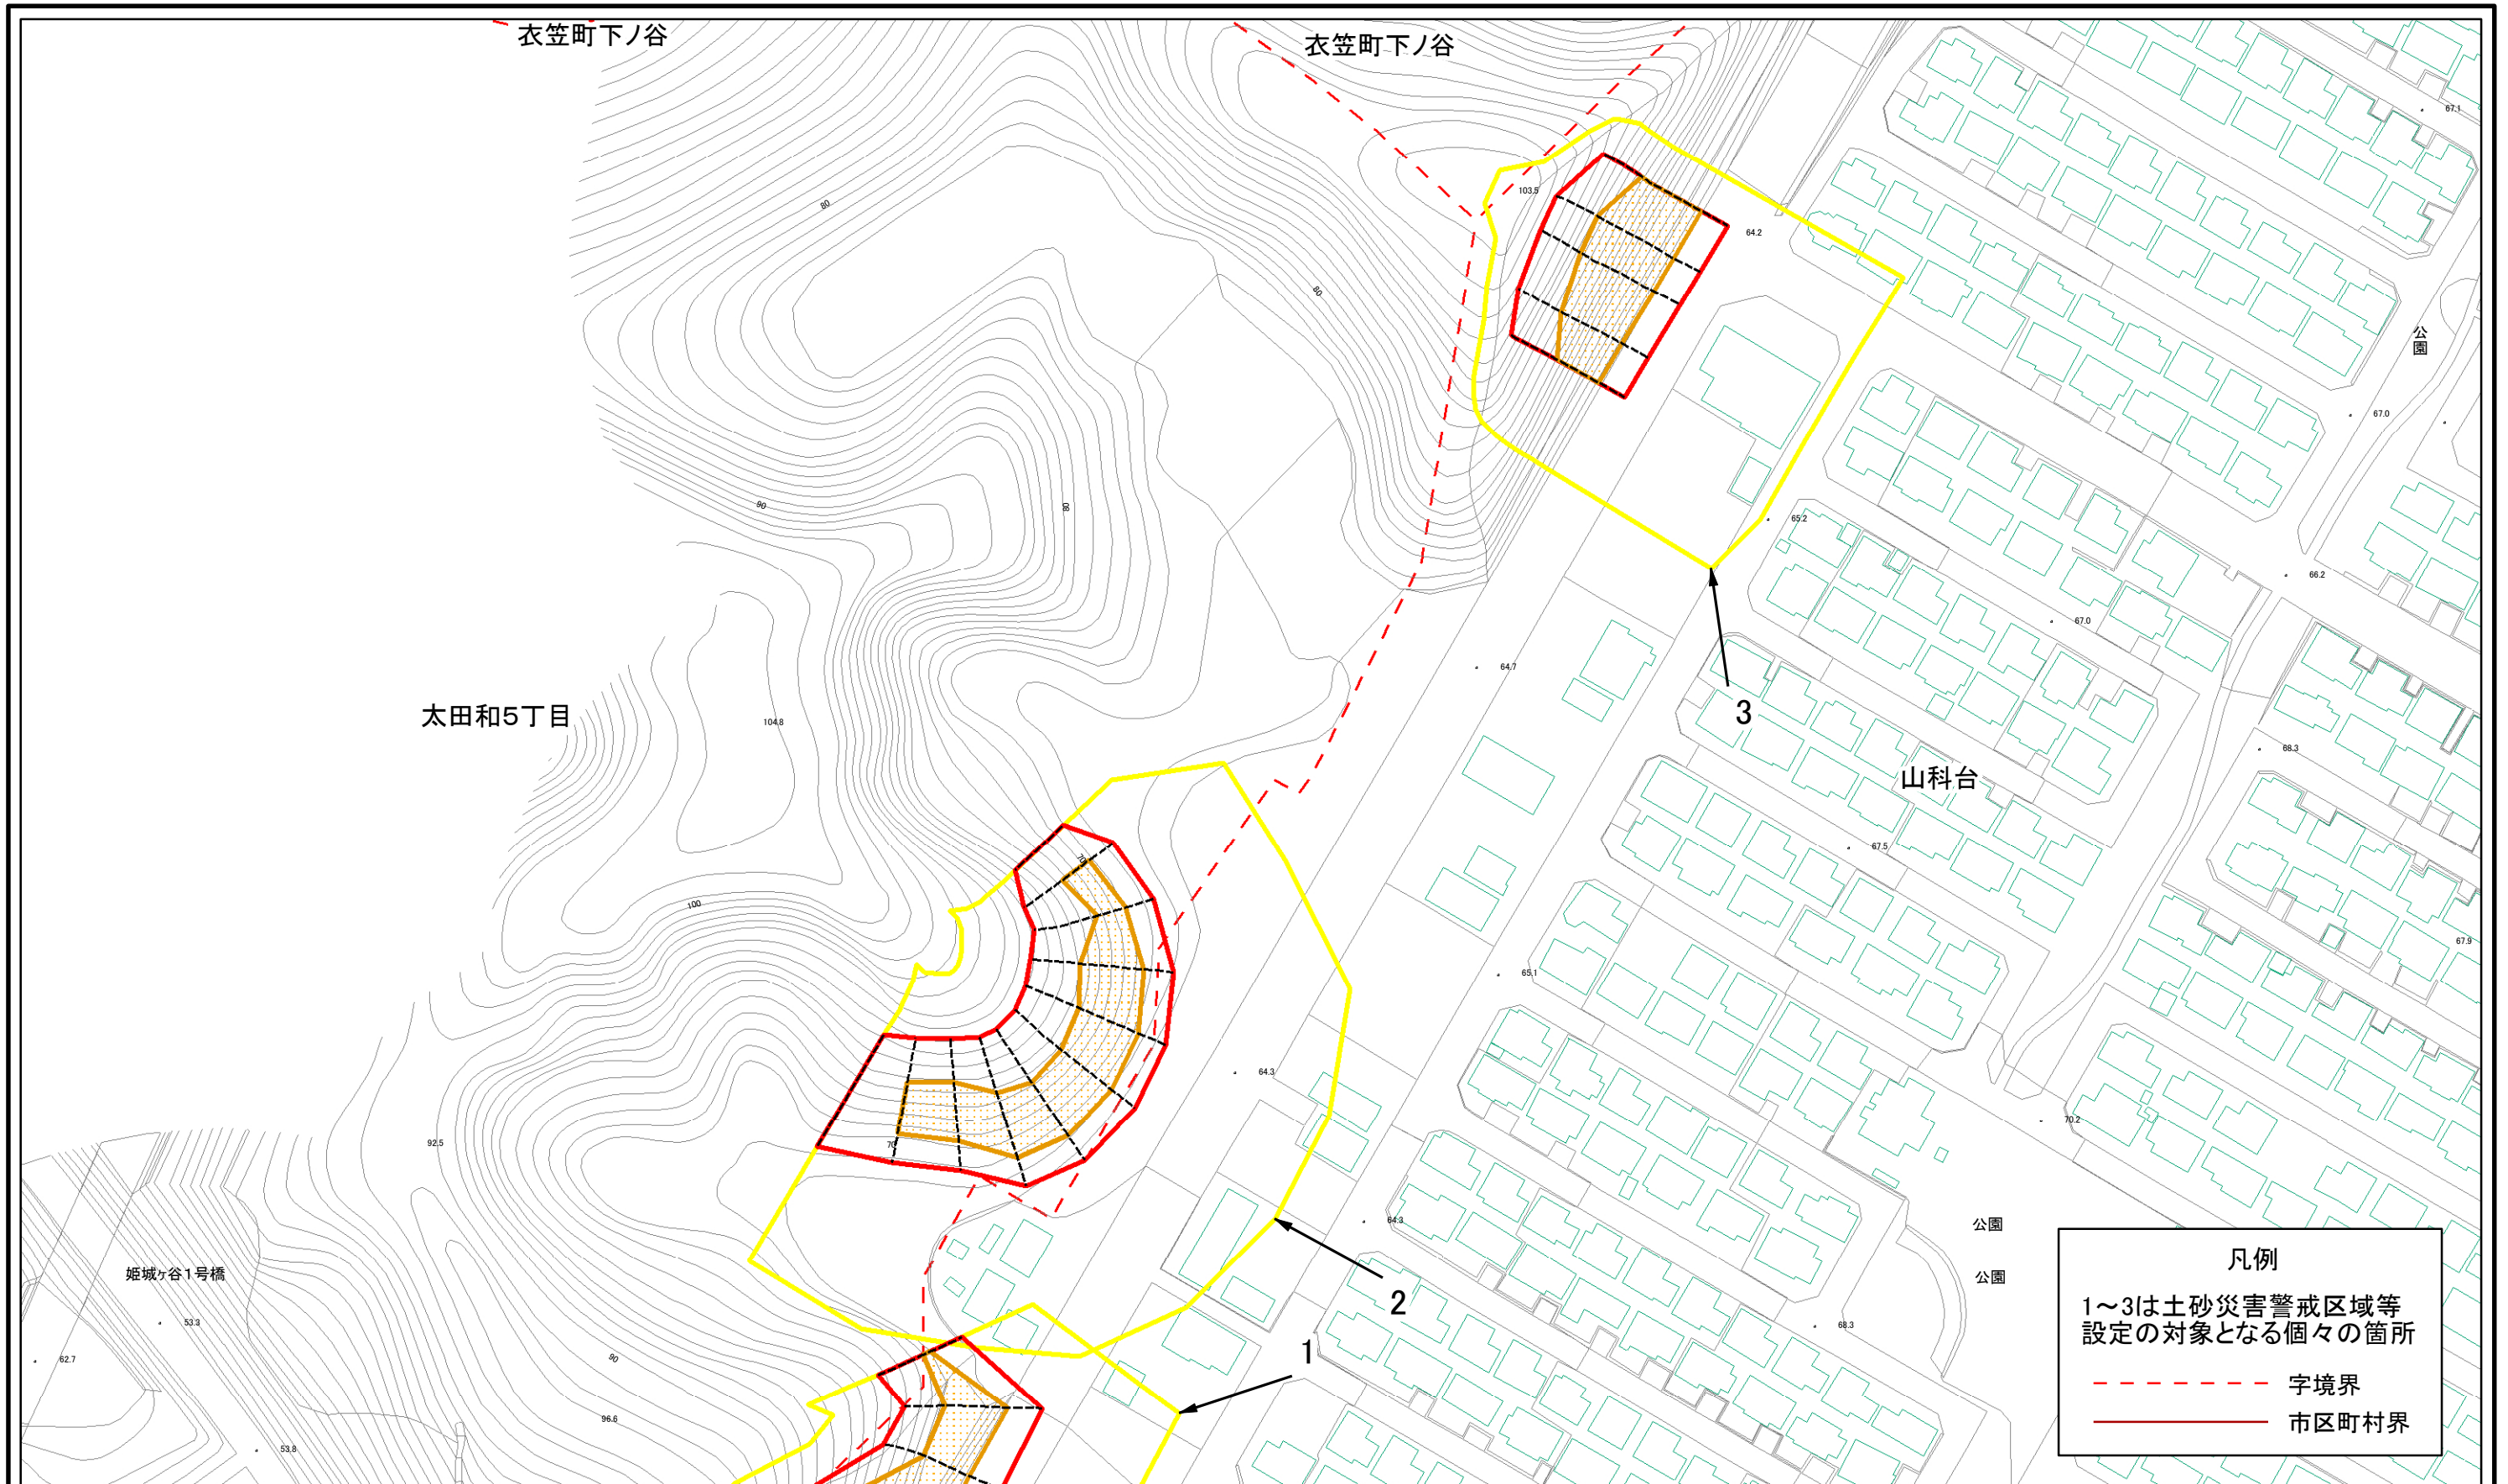 衣笠町下ノ谷
衣笠町下ノ谷
67.1
103.5
80
64.2
80
公園
67.0
90
80
65.2
66.2
67.0
64.7
3
太田和5丁目
104.8
68.3
山科台
67.5
70
100
67.9
65.1
64.3
70.2
92.5
70
64.3
公園
姫城ヶ谷1号橋
公園
2
53.3
68.3
1
62.7
90
96.6
53.8
凡例
1～3は土砂災害警戒区域等
設定の対象となる個々の箇所
字境界
市区町村界